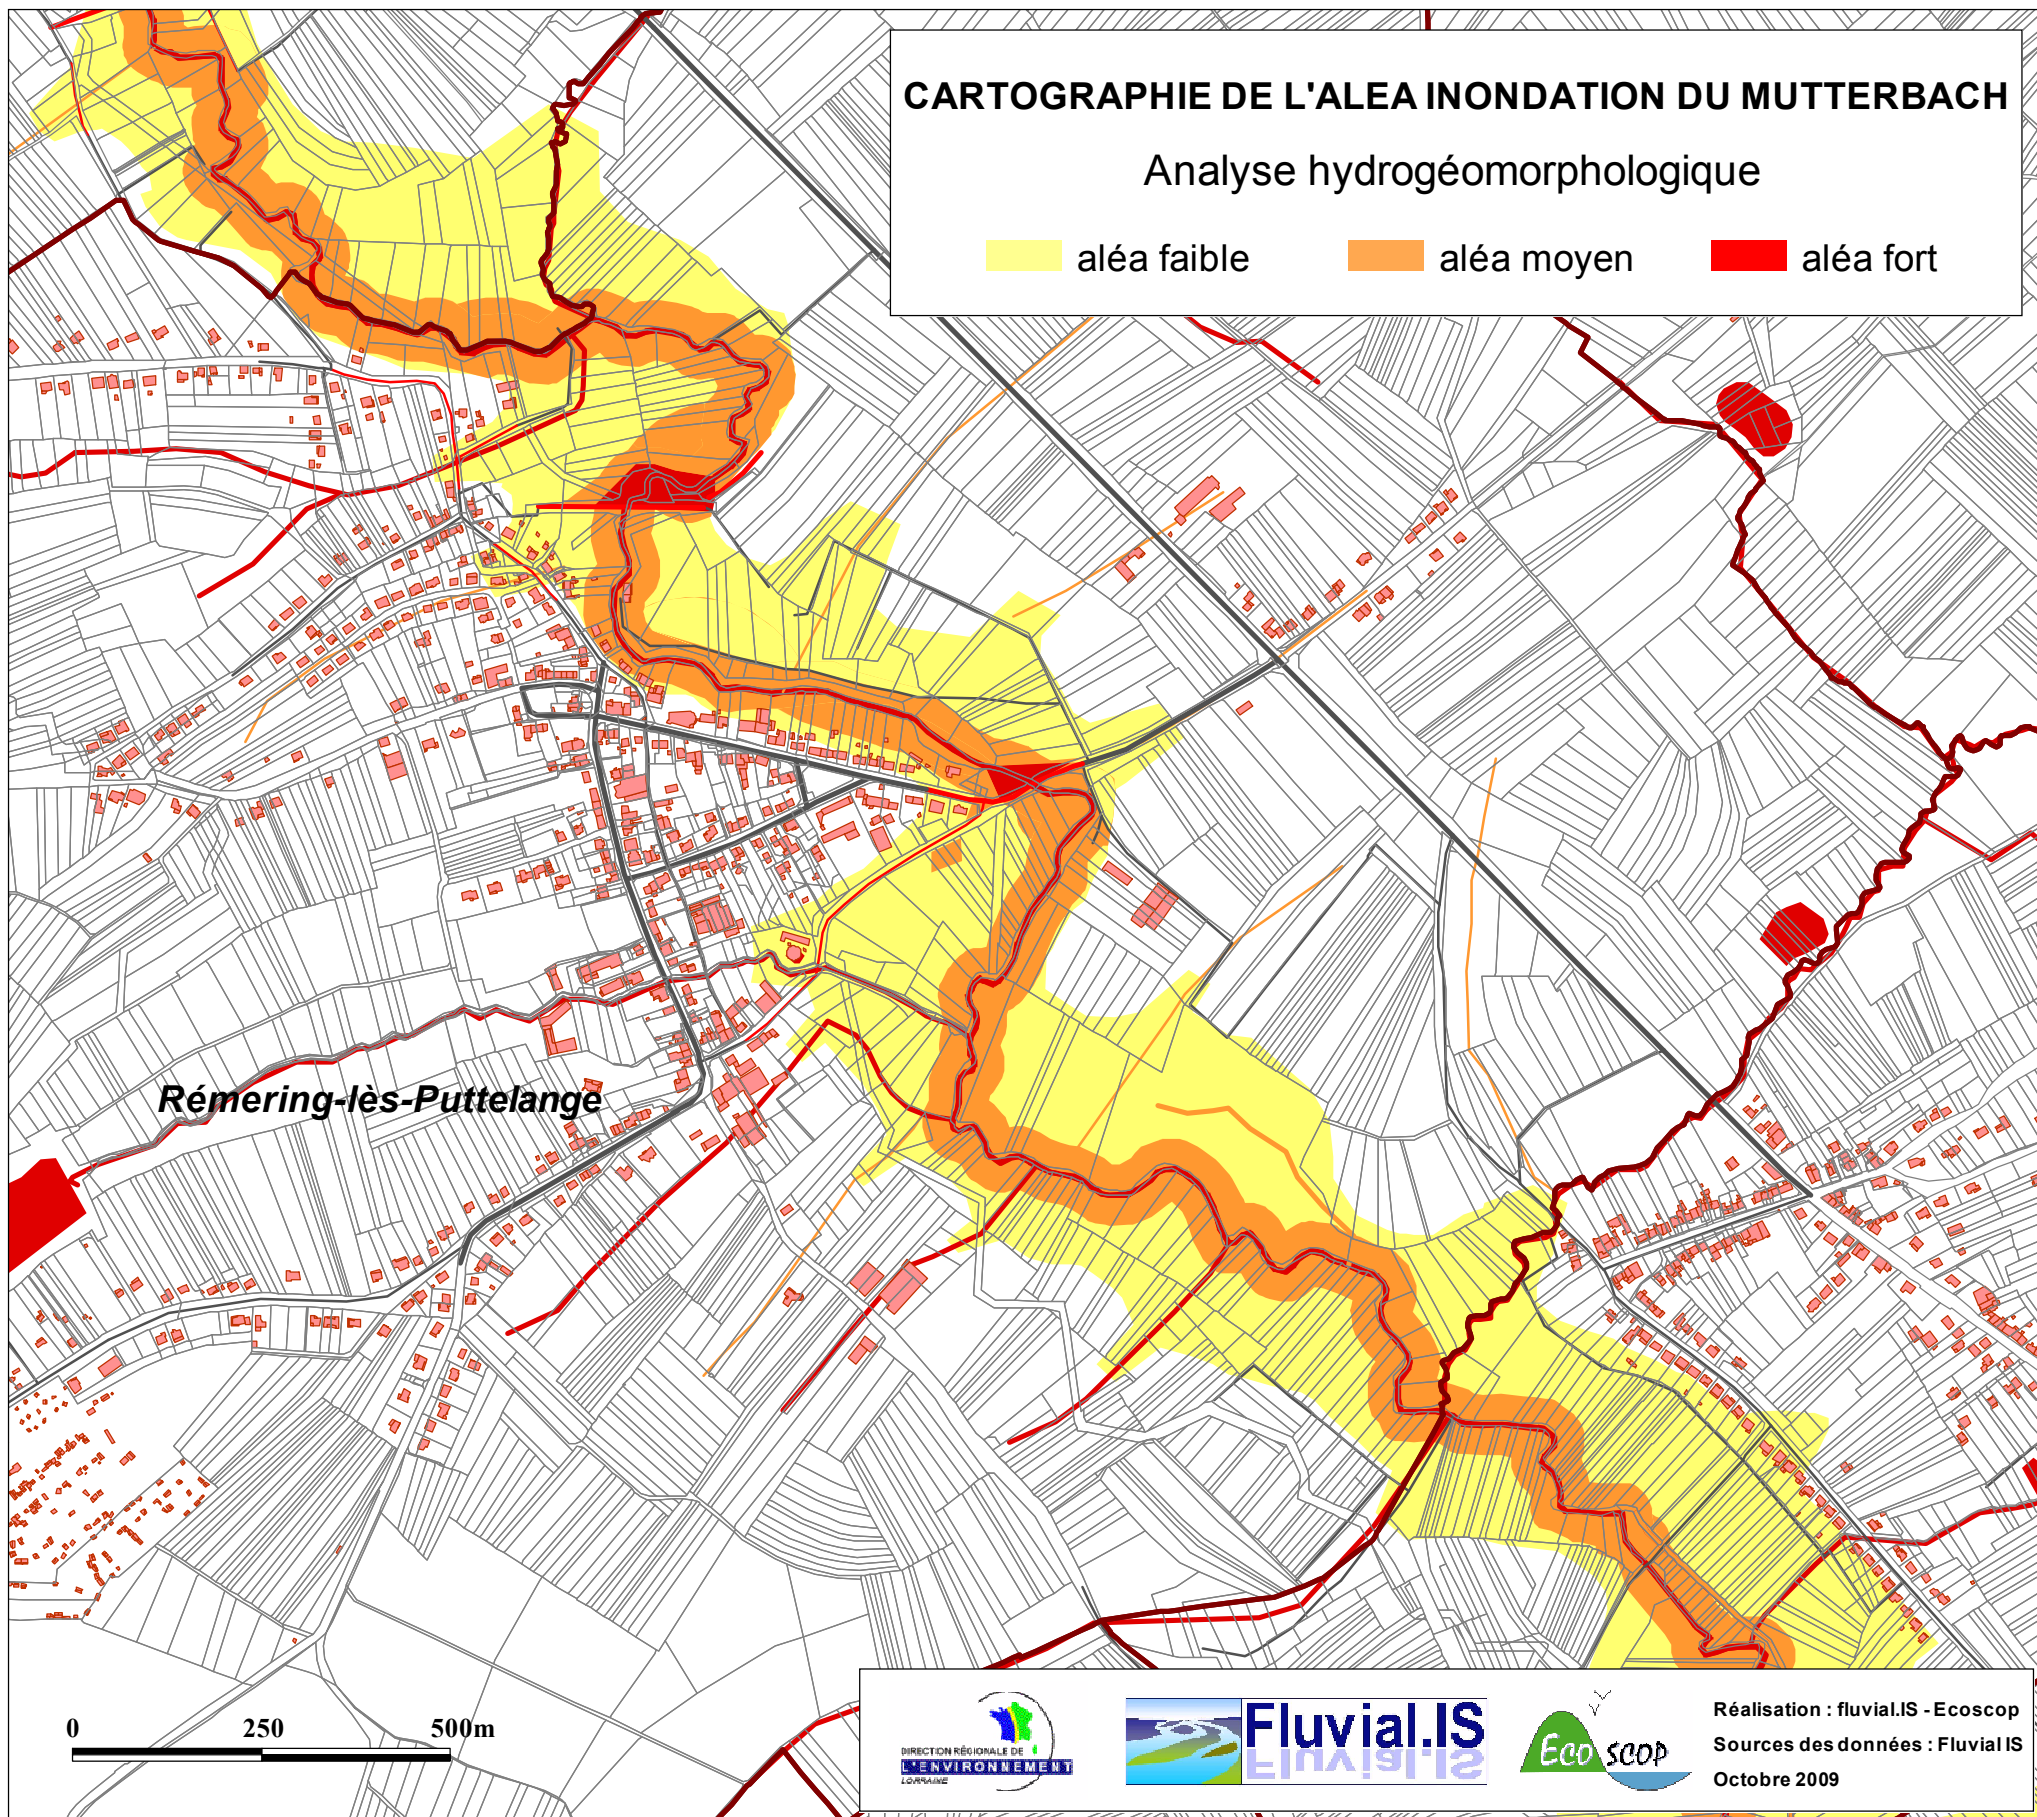 CARTOGRAPHIE DE L'ALEA INONDATION DU MUTTERBACH
Analyse hydrogéomorphologique
aléa faible aléa moyen aléa fort
Rémering-lès-Puttelange
0 250 500m
DIRECTION RÉGIONALE DE
L'ENVIRONNEMENT
LORRAINE
Fluvial.IS
Eco SCOP
Réalisation : fluvial.IS - Ecoscop
Sources des données : Fluvial IS
Octobre 2009